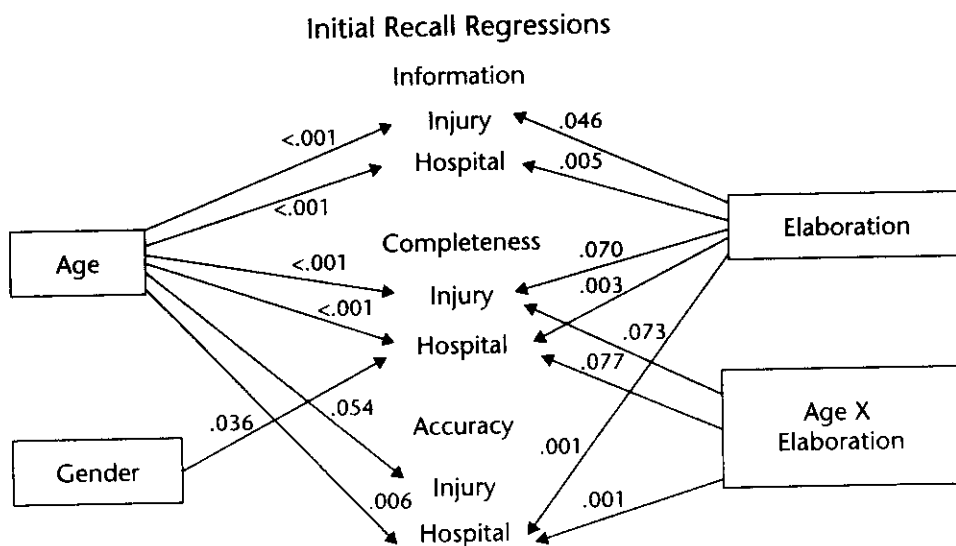 Initial Recall Regressions
Information
Injury
Hospital
<.001
<.001
.046
.005
Age
Elaboration
Completeness
Injury
Hospital
<.001
<.001
.070
.003
.073
.077
.036
.054
Accuracy
Injury
Hospital
Gender
Age X
Elaboration
.006
.001
.001